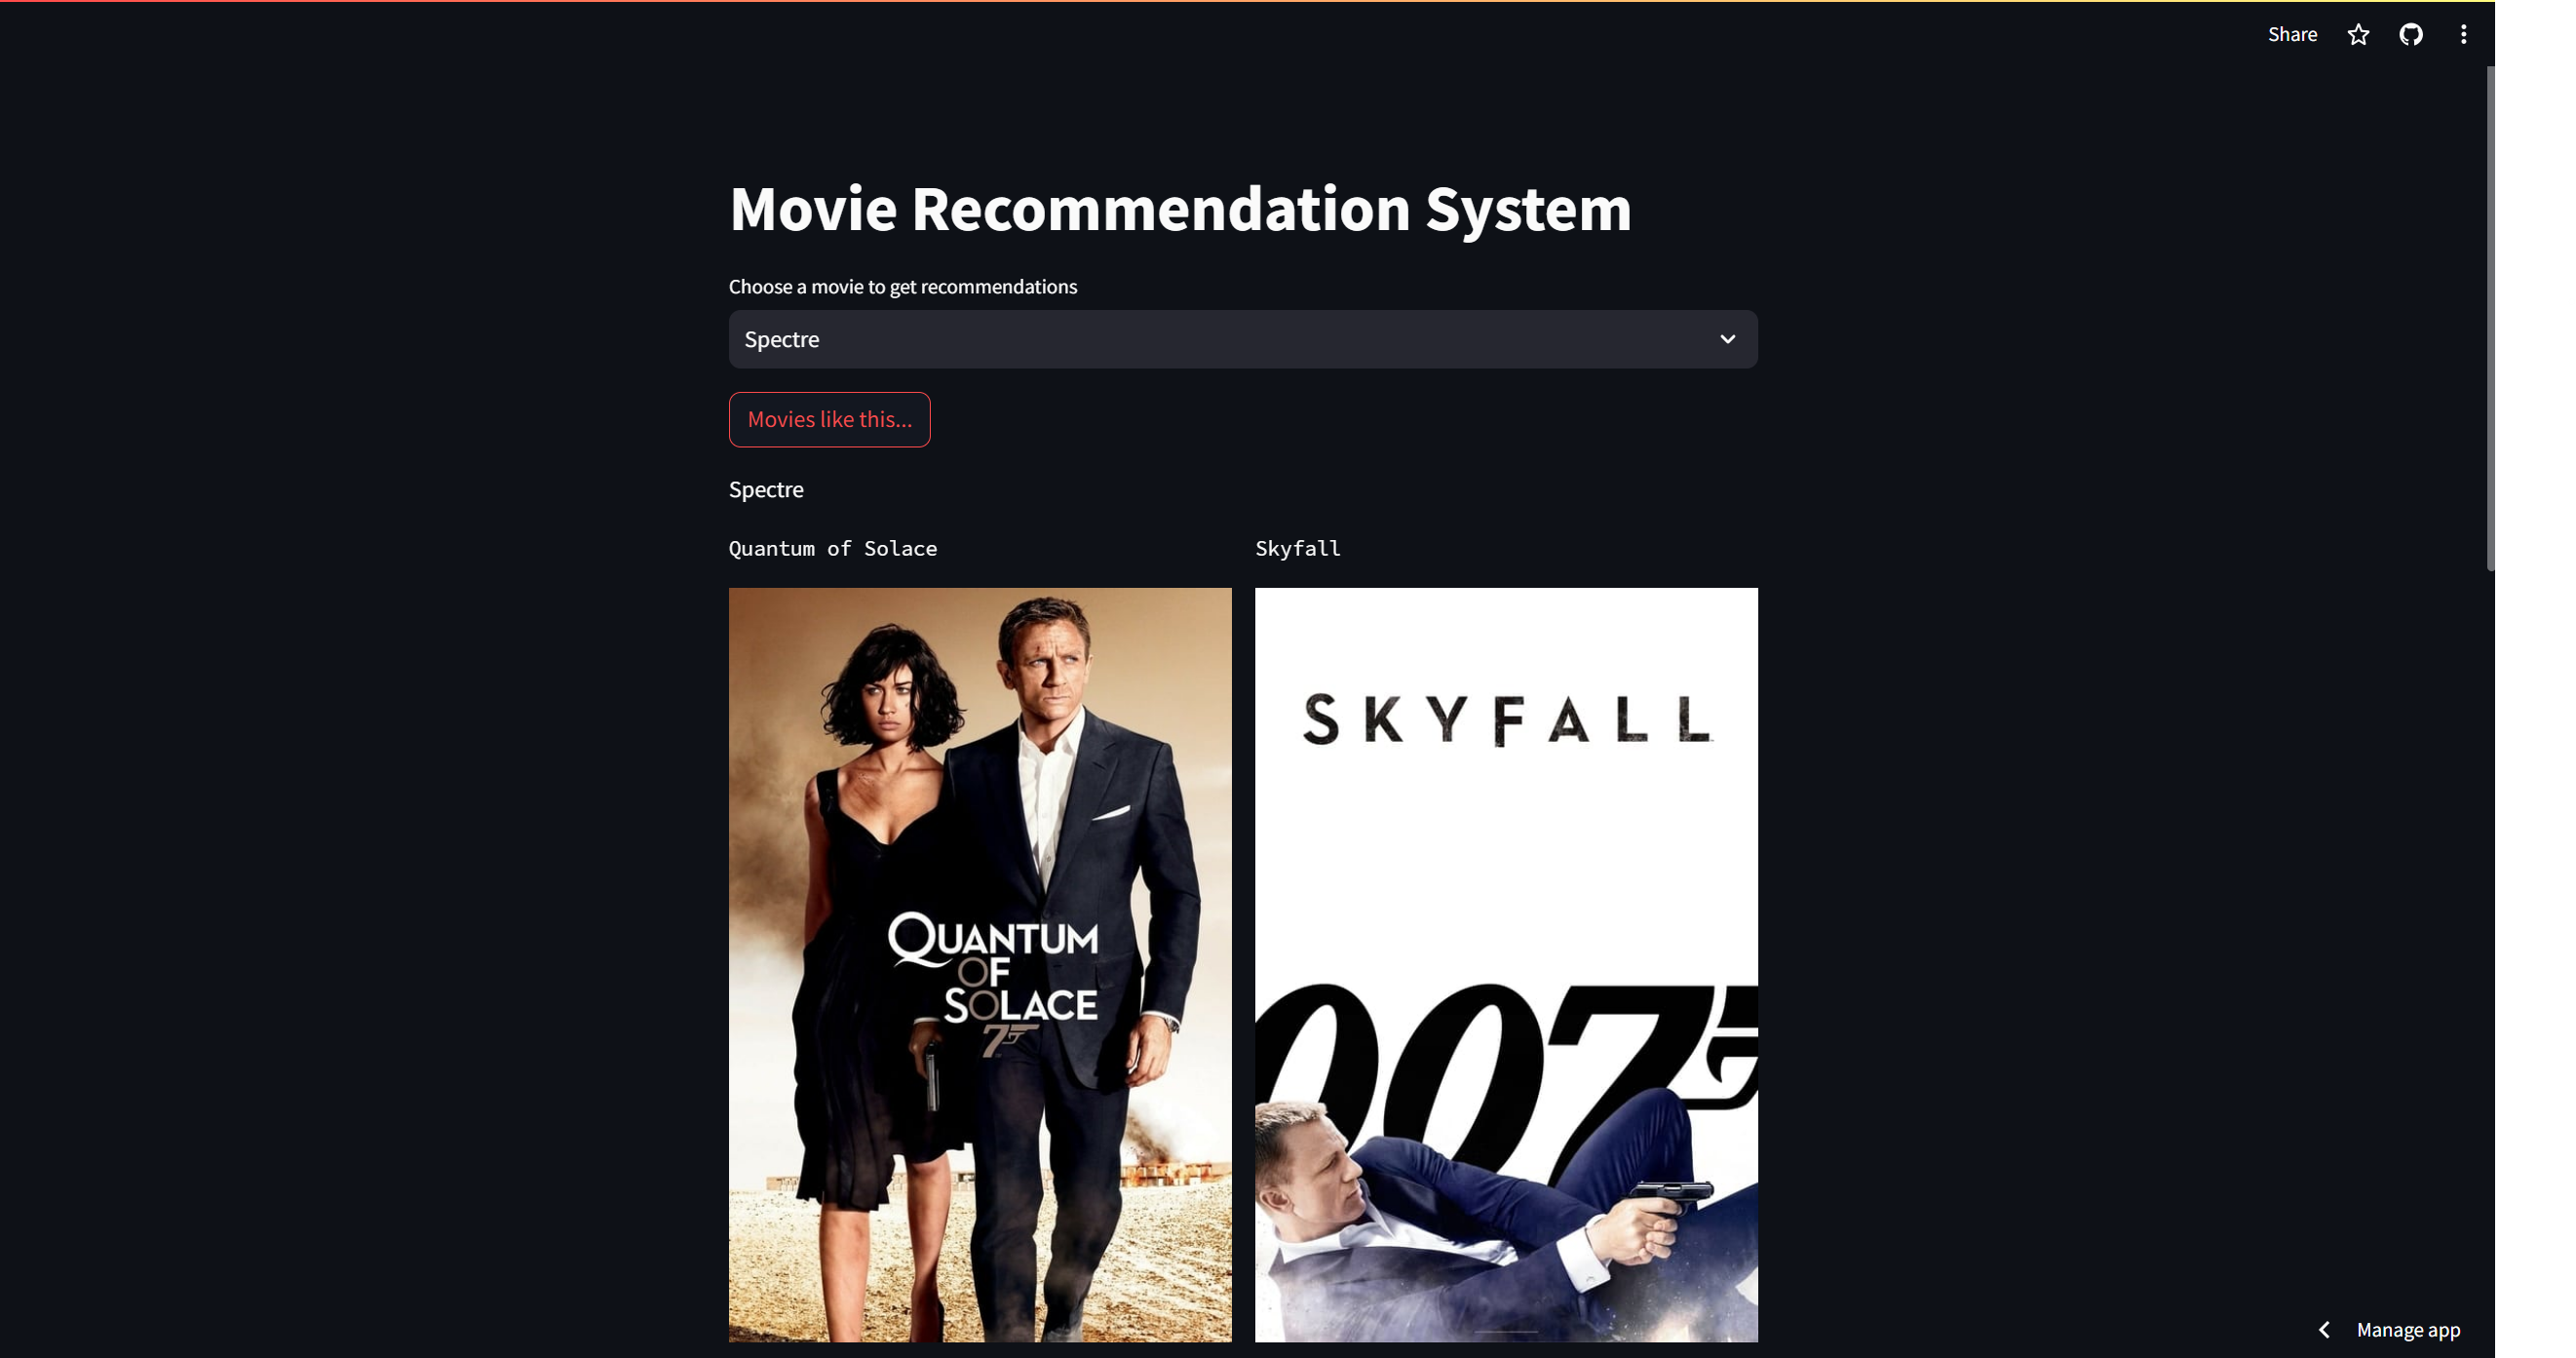 Share
Movie Recommendation System
Choose a movie to get recommendations
Spectre
Movies like this...
Spectre
Quantum of Solace
Skyfall
QUANTUM
OF
SOLACE
7
SKYFALL
007
Manage app